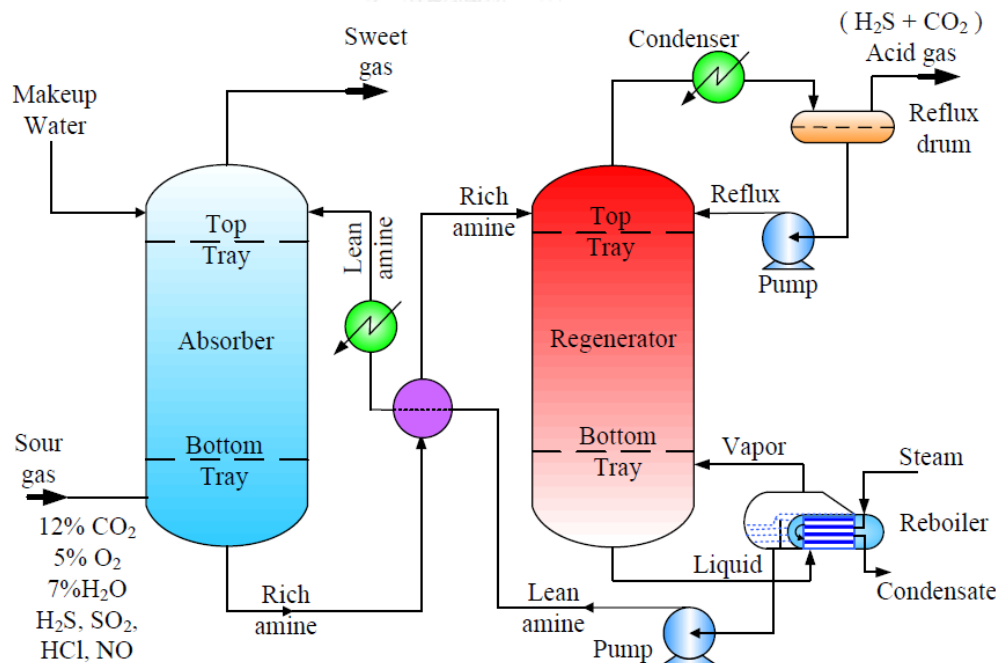 Sweet
gas
Condenser
( H₂S + CO₂ )
Acid gas
Makeup
Water
Reflux
drum
Rich
amine
Reflux
Top
Tray
Lean
amine
Top
Tray
Pump
Absorber
Regenerator
Sour
gas
Bottom
Tray
Bottom
Tray
Vapor
Steam
Reboiler
12% CO₂
5% O₂
7%H₂O
H₂S, SO₂,
HCl, NO
Rich
amine
Lean
amine
Liquid
Condensate
Pump